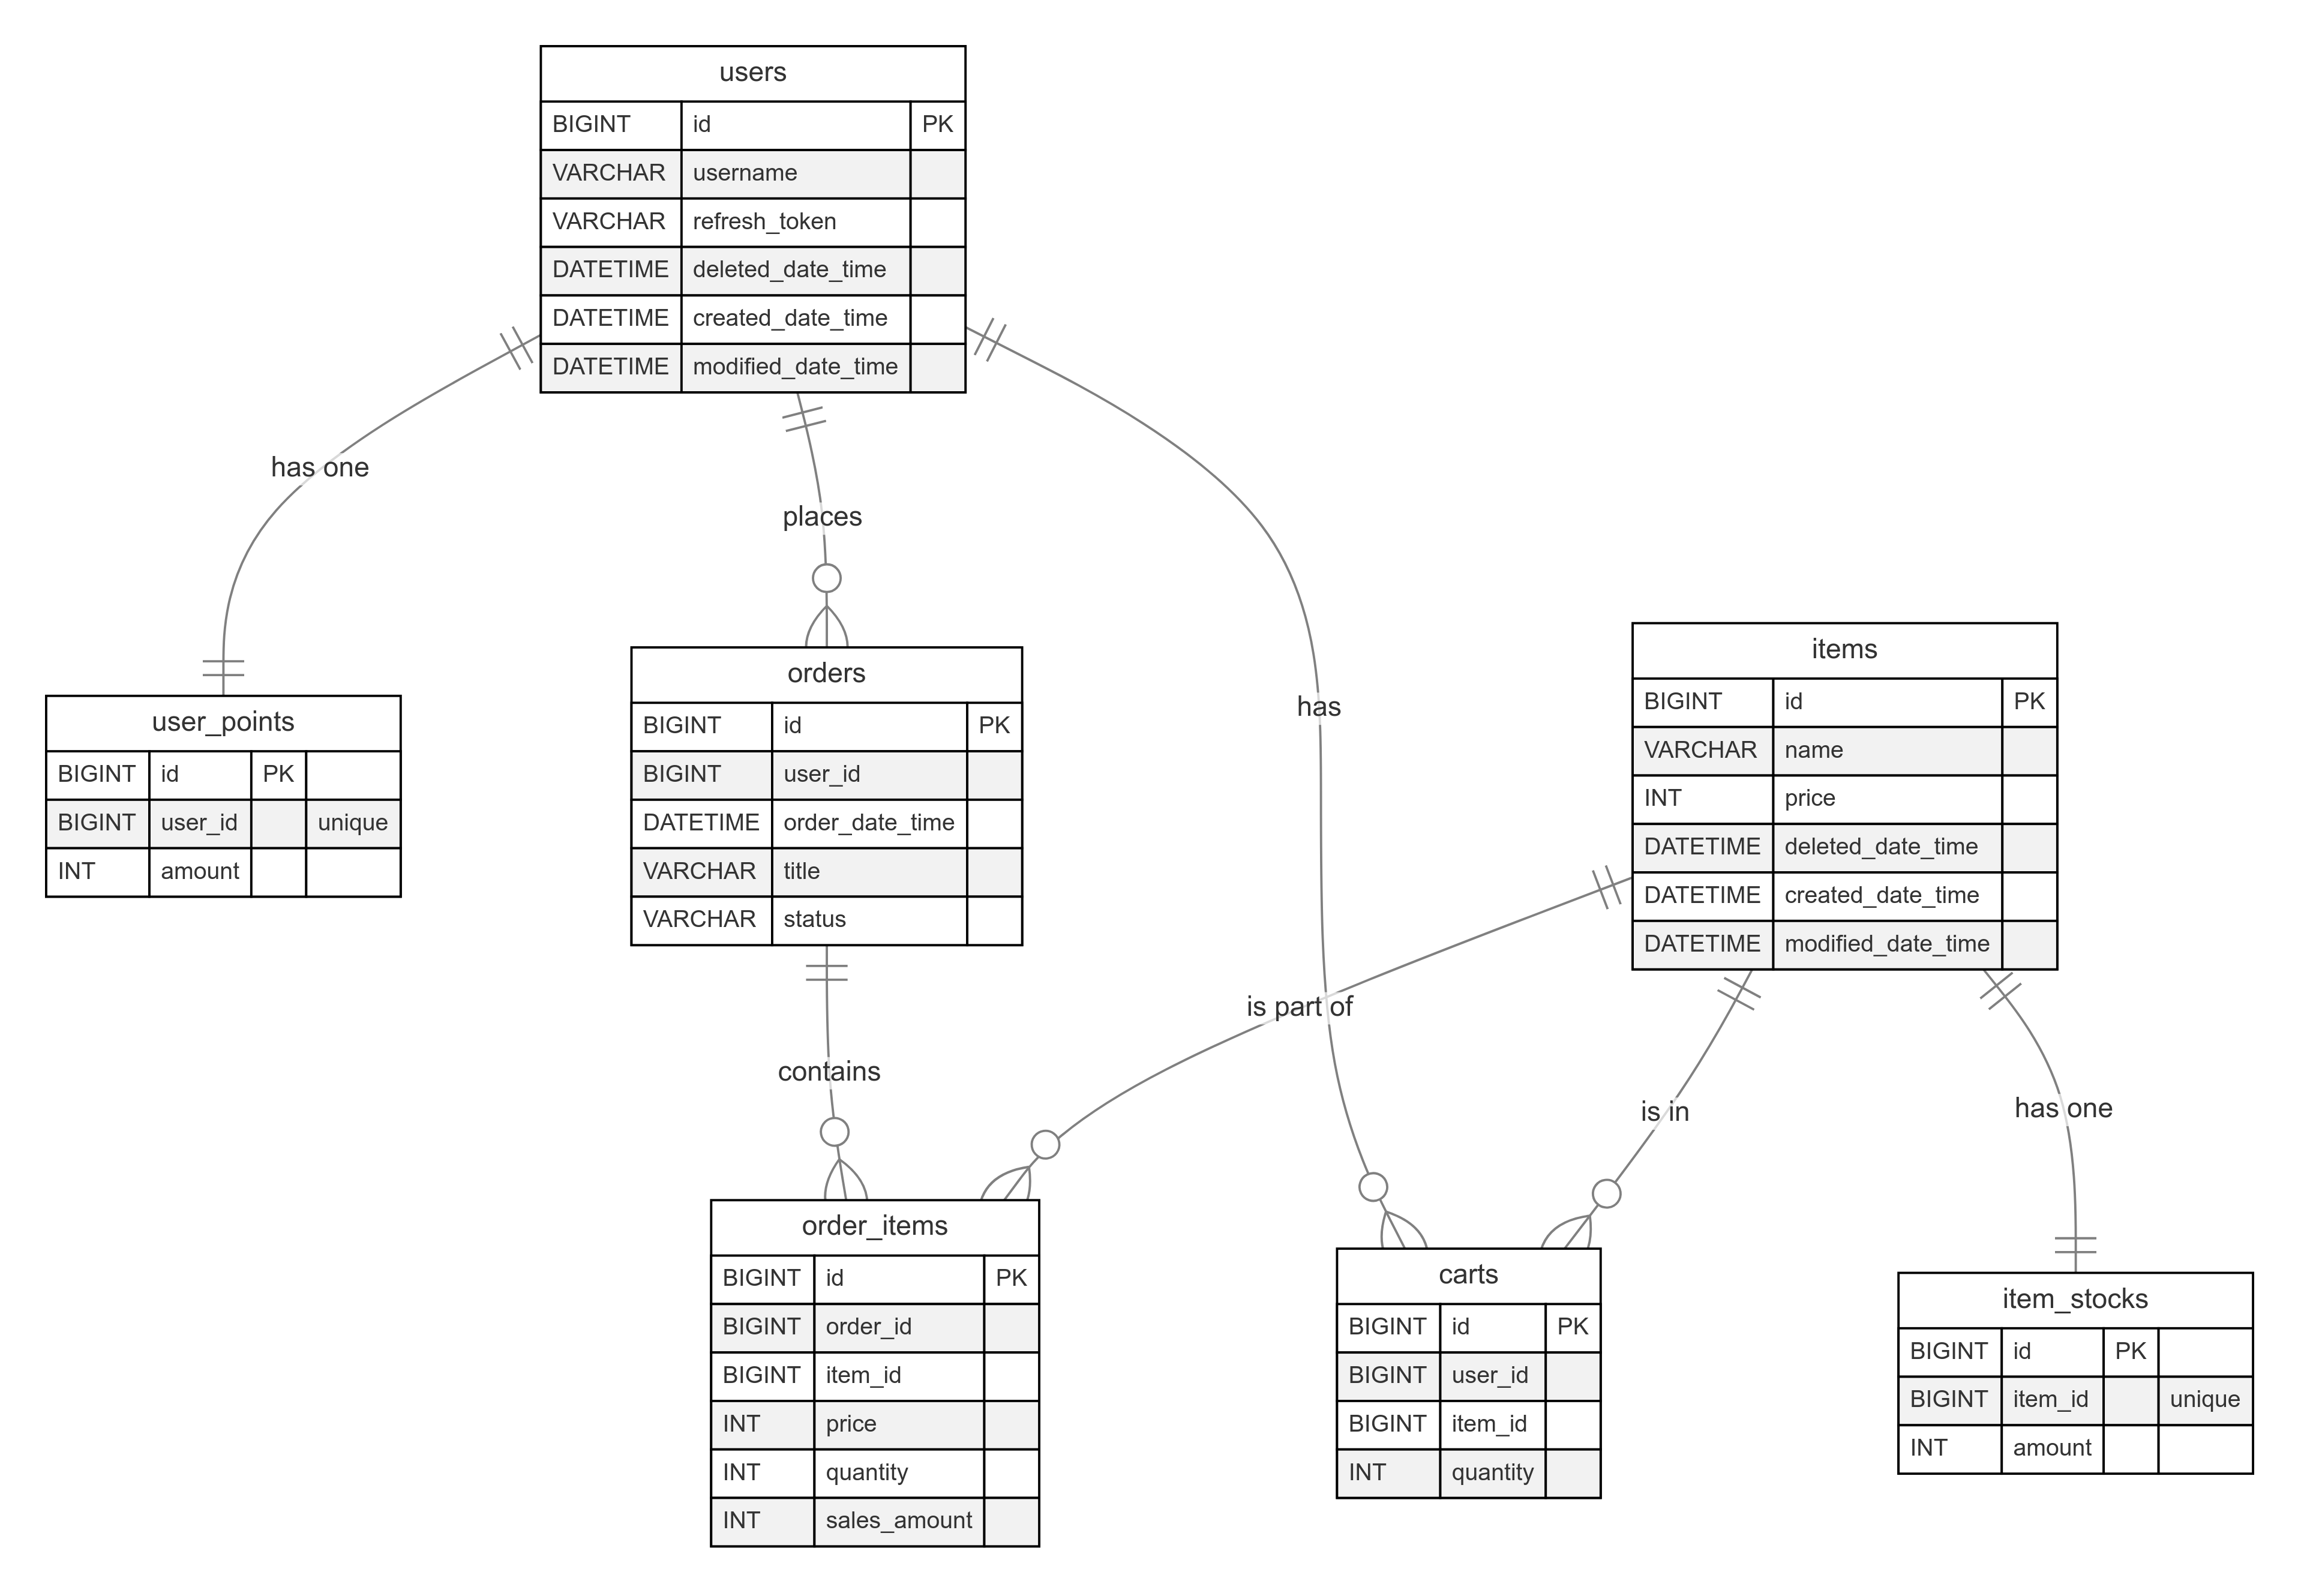 users
BIGINT id PK
VARCHAR username
VARCHAR refresh_token
DATETIME deleted_date_time
DATETIME created_date_time
DATETIME modified_date_time
has one
places
has
user_points
BIGINT id PK
BIGINT user_id unique
INT amount
orders
BIGINT id PK
BIGINT user_id
DATETIME order_date_time
VARCHAR title
VARCHAR status
items
BIGINT id PK
VARCHAR name
INT price
DATETIME deleted_date_time
DATETIME created_date_time
DATETIME modified_date_time
contains
is part of
is in
has one
order_items
BIGINT id PK
BIGINT order_id
BIGINT item_id
INT price
INT quantity
INT sales_amount
carts
BIGINT id PK
BIGINT user_id
BIGINT item_id
INT quantity
item_stocks
BIGINT id PK
BIGINT item_id unique
INT amount